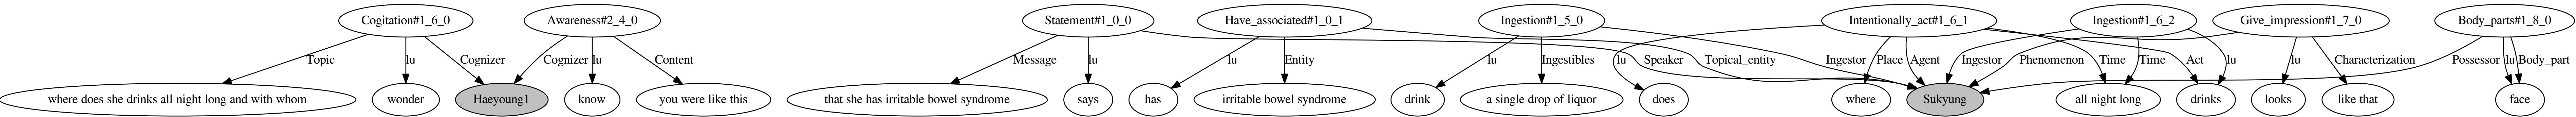 Cogitation#1_6_0 Awareness#2_4_0 Statement#1_0_0 Have_associated#1_0_1 Ingestion#1_5_0 Intentionally_act#1_6_1 Ingestion#1_6_2 Give_impression#1_7_0 Body_parts#1_8_0
Topic lu Cognizer Cognizer lu Content Message lu lu Entity lu Ingestibles Speaker Topical_entity Ingestor lu Place Agent Ingestor Phenomenon Time Time Act lu lu Characterization Possessor lu Body_part
where does she drinks all night long and with whom wonder Haeyoung1 know you were like this that she has irritable bowel syndrome says has irritable bowel syndrome drink a single drop of liquor does where Sukyung all night long drinks looks like that face